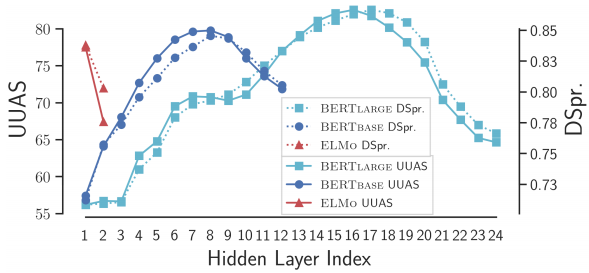 UUAS
80
75
70
65
60
55
0.85
0.82
0.80
0.78
0.75
0.73
DSpr.
BERTLARGE DSpr.
BERTBASE DSpr.
ELMO DSpr.
BERTLARGE UUAS
BERTBASE UUAS
ELMO UUAS
1 2 3 4 5 6 7 8 9 10 11 12 13 14 15 16 17 18 19 20 21 22 23 24
Hidden Layer Index